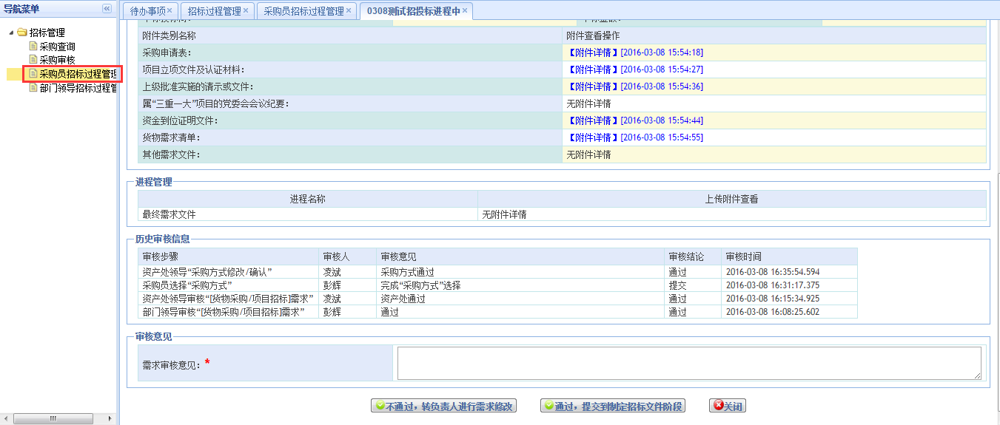 导航菜单
待办事项
招标过程管理
采购员招标过程管理
0308测试招投标进程中
招标管理
采购查询
采购审核
采购员招标过程管理
部门领导招标过程管
附件类别名称 附件查看操作
采购申请表： 【附件详情】[2016-03-08 15:54:18]
项目立项文件及认证材料： 【附件详情】[2016-03-08 15:54:27]
上级批准实施的请示或文件： 【附件详情】[2016-03-08 15:54:36]
属“三重一大”项目的党委会会议纪要： 无附件详情
资金到位证明文件： 【附件详情】[2016-03-08 15:54:44]
货物需求清单： 【附件详情】[2016-03-08 15:54:55]
其他需求文件： 无附件详情
进程管理
进程名称 上传附件查看
最终需求文件 无附件详情
历史审核信息
审核步骤 审核人 审核意见 审核结论 审核时间
资产处领导“采购方式修改/确认” 凌斌 采购方式通过 通过 2016-03-08 16:35:54.594
采购员选择“采购方式” 彭辉 完成“采购方式”选择 提交 2016-03-08 16:31:17.375
资产处领导审核“[货物采购/项目招标]需求” 凌斌 资产处通过 通过 2016-03-08 16:15:34.925
部门领导审核“[货物采购/项目招标]需求” 彭辉 通过 通过 2016-03-08 16:08:25.602
审核意见
需求审核意见：*
不通过，转负责人进行需求修改
通过，提交到制定招标文件阶段
关闭